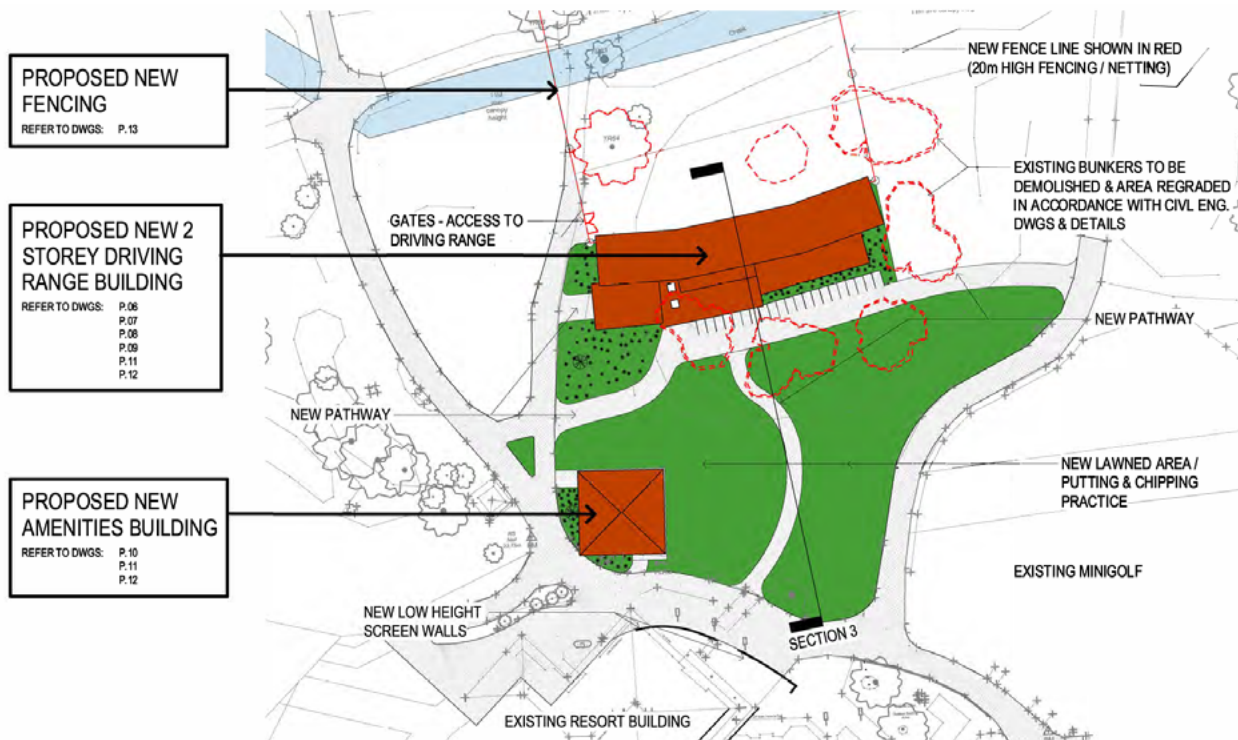 PROPOSED NEW
FENCING
REFER TO DWGS: P.13
PROPOSED NEW 2
STOREY DRIVING
RANGE BUILDING
REFER TO DWGS: P.06
P.07
P.08
P.09
P.11
P.12
PROPOSED NEW
AMENITIES BUILDING
REFER TO DWGS: P.10
P.11
P.12
NEW FENCE LINE SHOWN IN RED
(20m HIGH FENCING / NETTING)
EXISTING BUNKERS TO BE
DEMOLISHED & AREA REGRADED
IN ACCORDANCE WITH CIVL ENG.
DWGS & DETAILS
GATES - ACCESS TO
DRIVING RANGE
NEW PATHWAY
NEW PATHWAY
NEW LAWNED AREA /
PUTTING & CHIPPING
PRACTICE
EXISTING MINIGOLF
NEW LOW HEIGHT
SCREEN WALLS
SECTION 3
EXISTING RESORT BUILDING